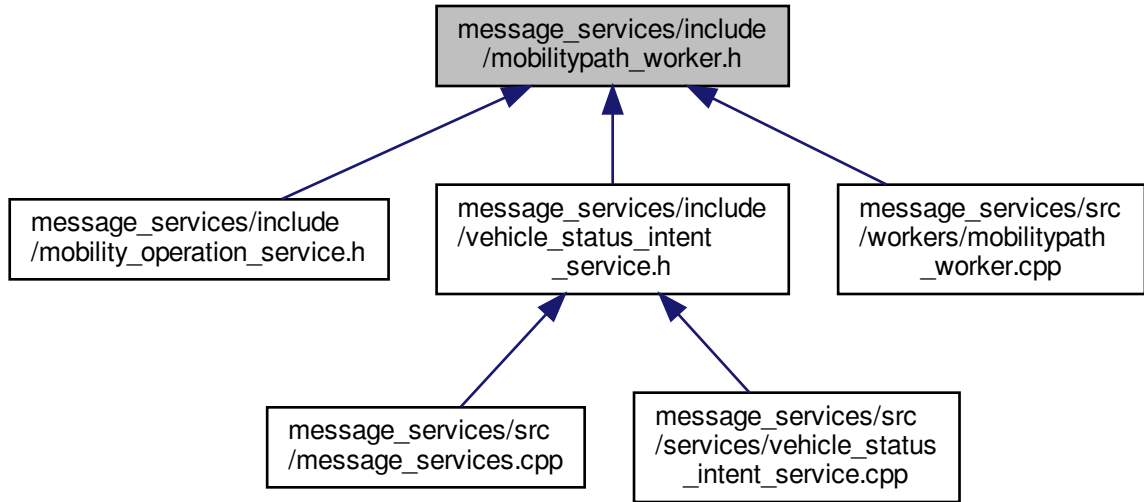 message_services/include
/mobilitypath_worker.h
message_services/include
/mobility_operation_service.h
message_services/include
/vehicle_status_intent
_service.h
message_services/src
/workers/mobilitypath
_worker.cpp
message_services/src
/message_services.cpp
message_services/src
/services/vehicle_status
_intent_service.cpp